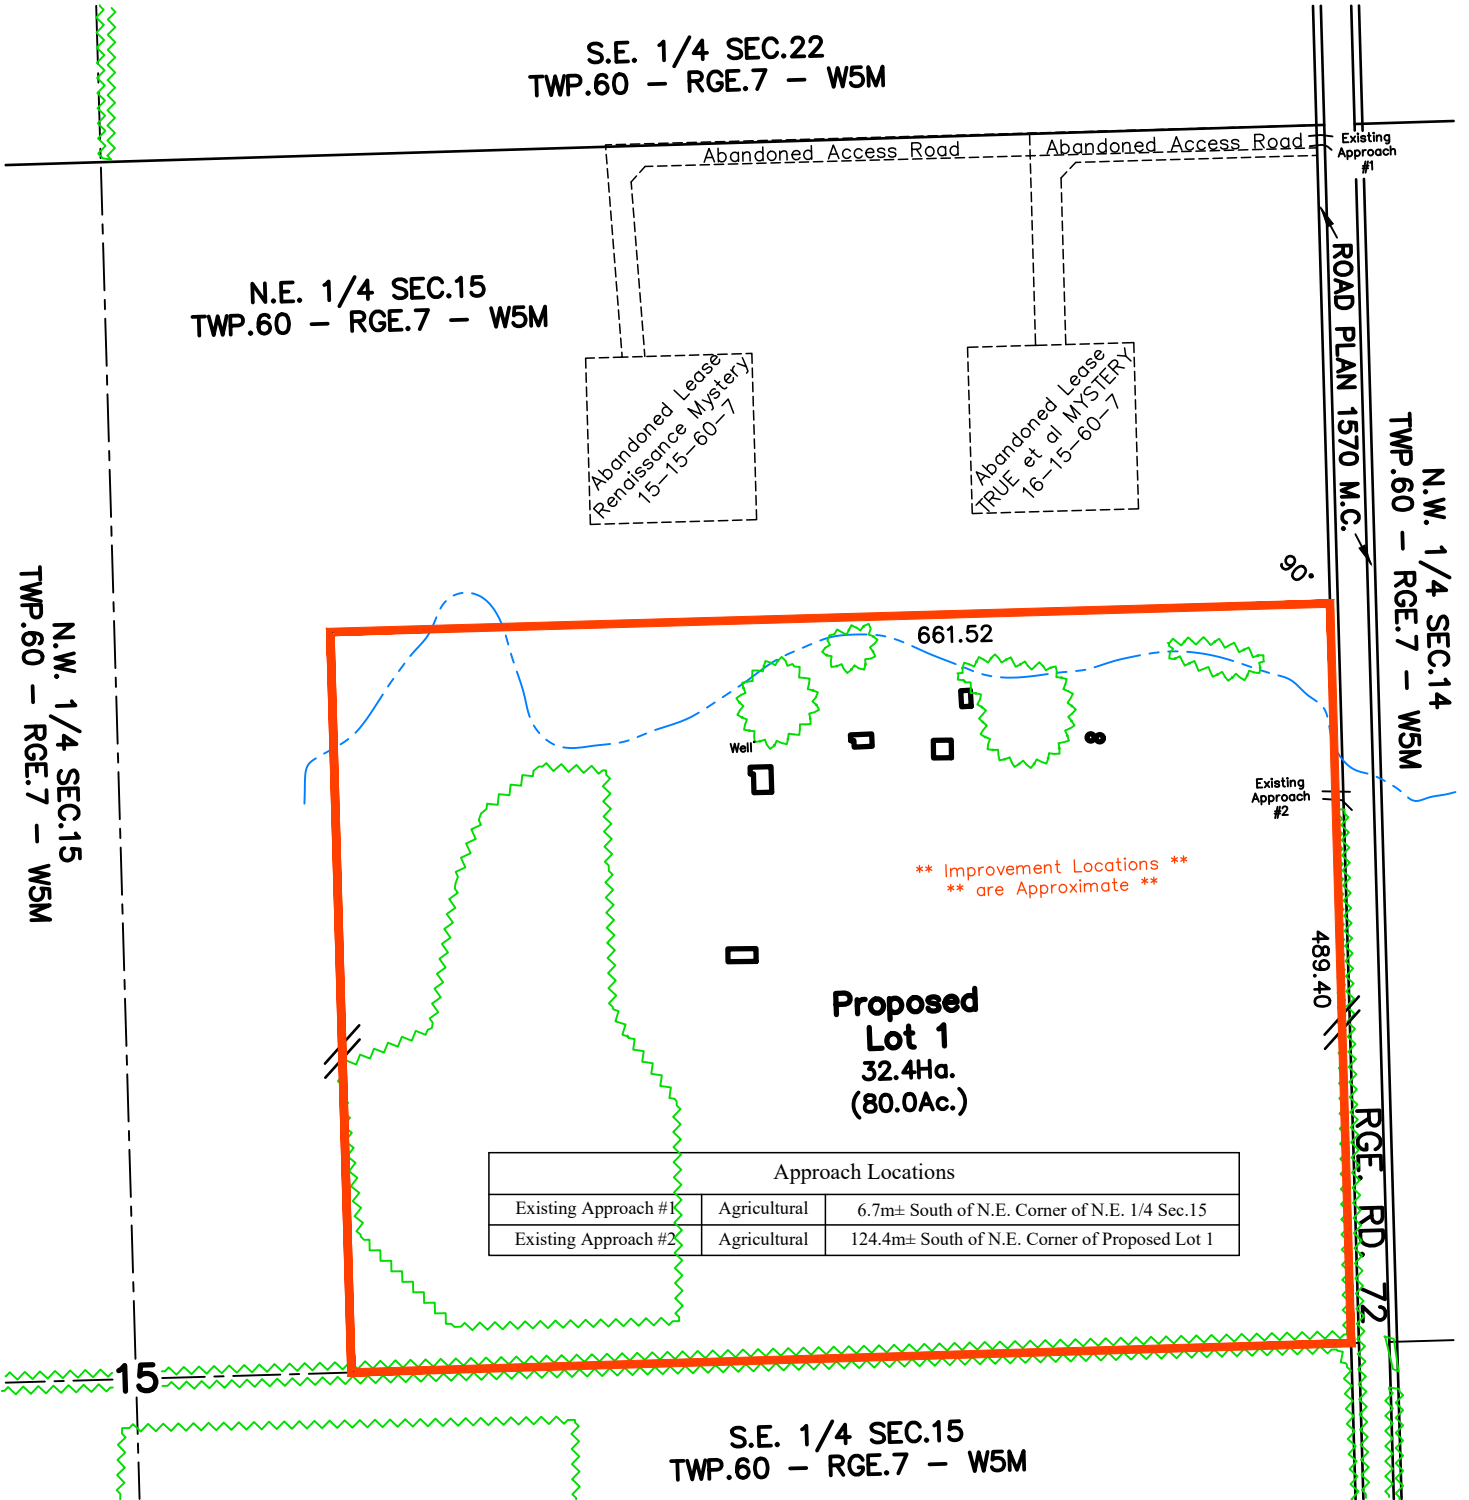 S.E. 1/4 SEC.22
TWP.60 - RGE.7 - W5M
Abandoned Access Road
Abandoned Access Road
Existing
Approach
#1
N.E. 1/4 SEC.15
TWP.60 - RGE.7 - W5M
ROAD PLAN 1570 M.C.
Abandoned Lease
Renaissance Mystery
15-15-60-7
Abandoned Lease
TRUE et al MYSTERY
16-15-60-7
N.W. 1/4 SEC.14
TWP.60 - RGE.7 - W5M
90°
N.W. 1/4 SEC.15
TWP.60 - RGE.7 - W5M
661.52
Well
Existing
Approach
#2
** Improvement Locations **
** are Approximate **
489.40
Proposed
Lot 1
32.4Ha.
(80.0Ac.)
RGE. RD. 72
Approach Locations
Existing Approach #1 Agricultural 6.7m± South of N.E. Corner of N.E. 1/4 Sec.15
Existing Approach #2 Agricultural 124.4m± South of N.E. Corner of Proposed Lot 1
15
S.E. 1/4 SEC.15
TWP.60 - RGE.7 - W5M